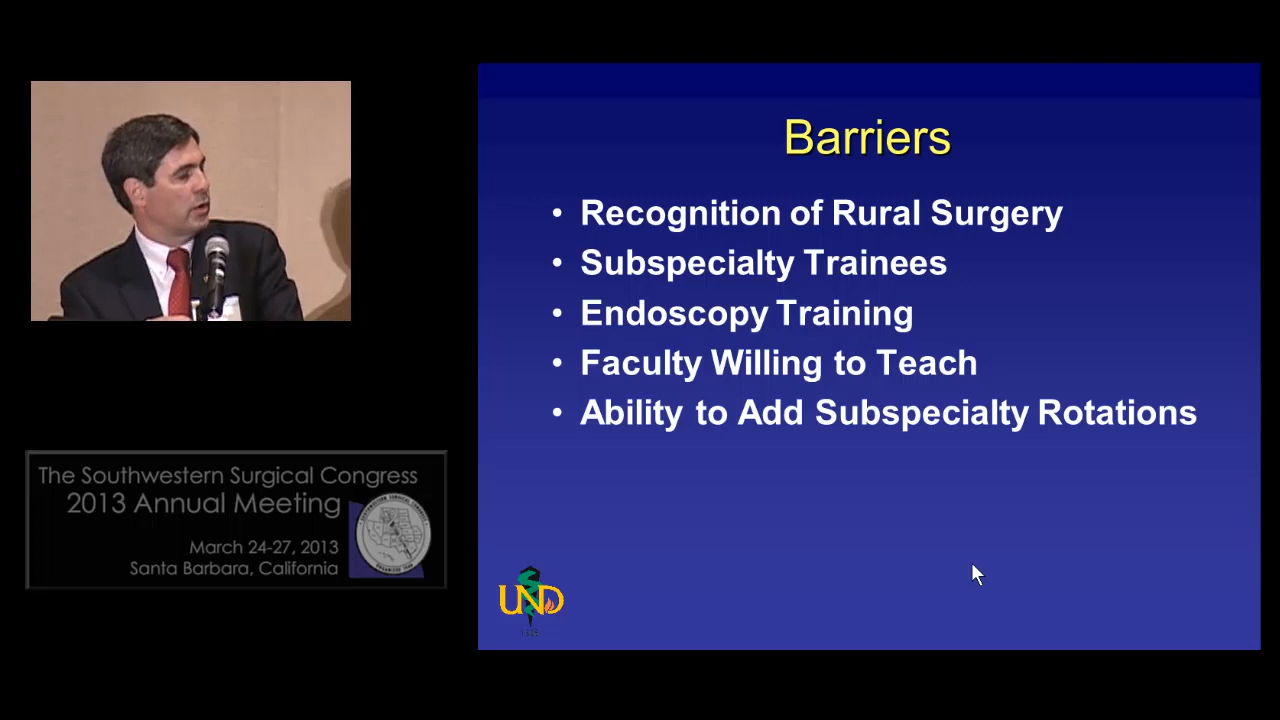 Barriers
• Recognition of Rural Surgery
• Subspecialty Trainees
• Endoscopy Training
• Faculty Willing to Teach
• Ability to Add Subspecialty Rotations
The Southwestern Surgical Congress
2013 Annual Meeting
March 24-27, 2013
Santa Barbara, California
UND